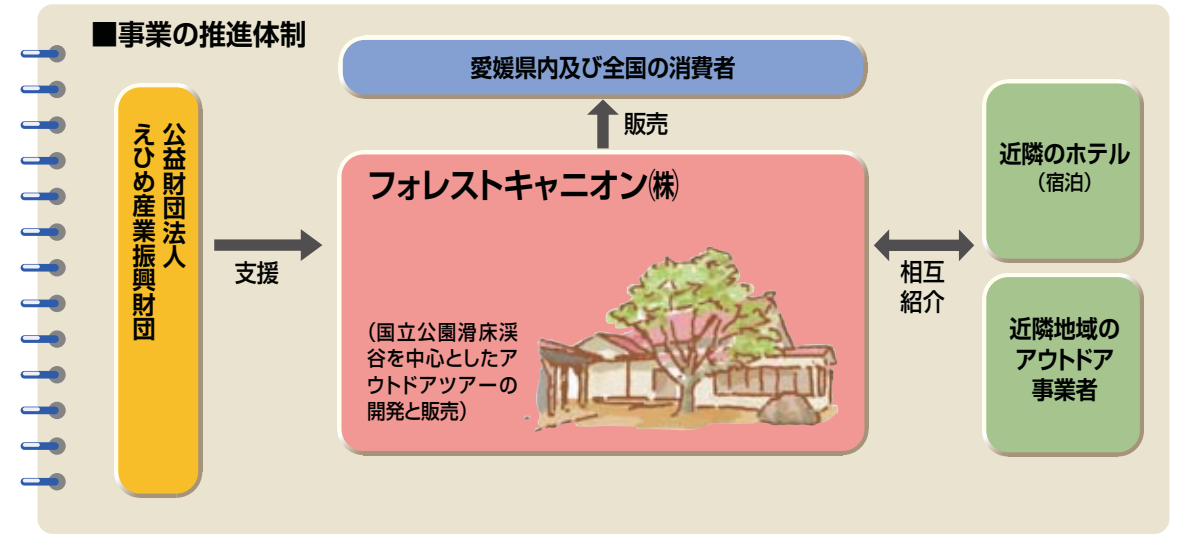 ■事業の推進体制
愛媛県内及び全国の消費者
販売
公益財団法人
えひめ産業振興財団
支援
フォレストキャニオン㈱
（国立公園滑床渓
谷を中心としたア
ウトドアツアーの
開発と販売）
相互
紹介
近隣のホテル
（宿泊）
近隣地域の
アウトドア
事業者